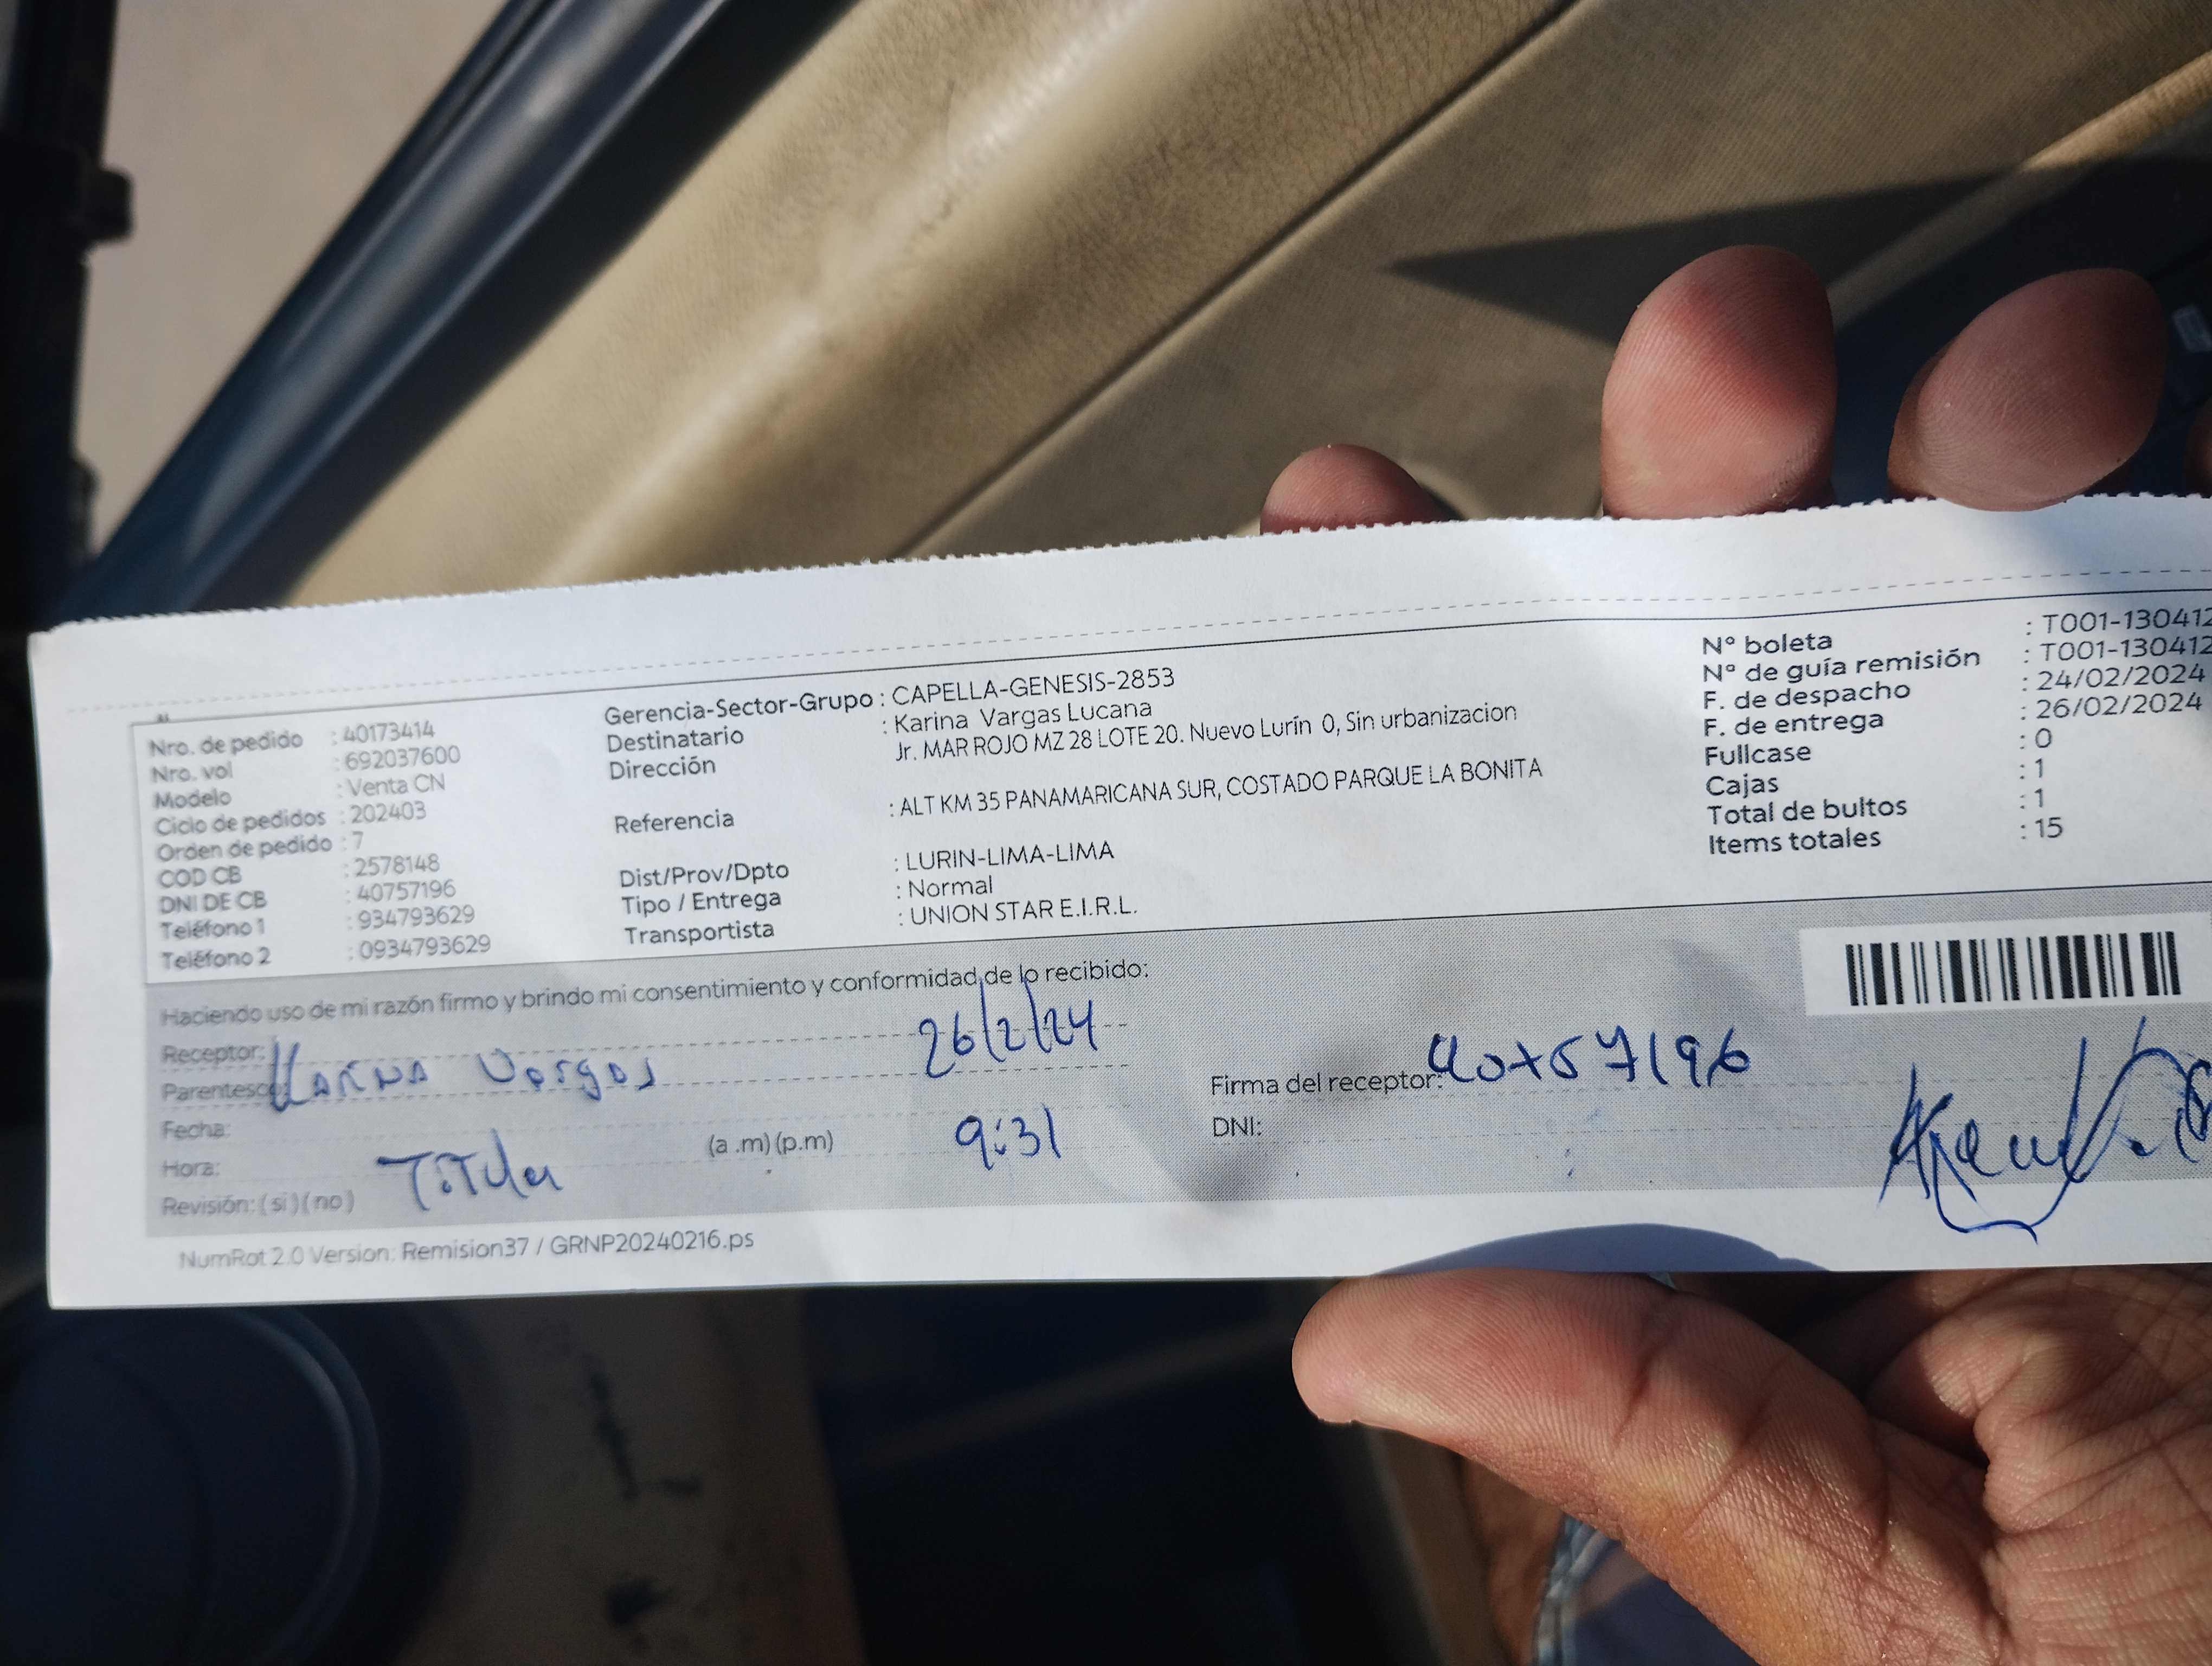 Nro. de pedido : 40173414
Nro. vol : 692037600
Modelo : Venta CN
Ciclo de pedidos : 202403
Orden de pedido : 7
COD CB : 2578148
DNI DE CB : 40757196
Teléfono 1 : 934793629
Teléfono 2 : 0934793629
Gerencia-Sector-Grupo : CAPELLA-GENESIS-2853
Destinatario : Karina Vargas Lucana
Dirección Jr. MAR ROJO MZ 28 LOTE 20. Nuevo Lurín 0, Sin urbanizacion
Referencia : ALT KM 35 PANAMARICANA SUR, COSTADO PARQUE LA BONITA
Dist/Prov/Dpto : LURIN-LIMA-LIMA
Tipo / Entrega : Normal
Transportista : UNION STAR E.I.R.L.
N° boleta : T001-130412
N° de guía remisión : T001-130412
F. de despacho : 24/02/2024
F. de entrega : 26/02/2024
Fullcase : 0
Cajas : 1
Total de bultos : 1
Items totales : 15
Haciendo uso de mi razón firmo y brindo mi consentimiento y conformidad de lo recibido:
Receptor: 26/2/24
Parentesco: Karina Vargas
Fecha:
Hora: (a .m) (p.m) 9:31
Revisión: (si) (no) Titular
Firma del receptor: 40757196
DNI:
NumRot 2.0 Version: Remision37 / GRNP20240216.ps